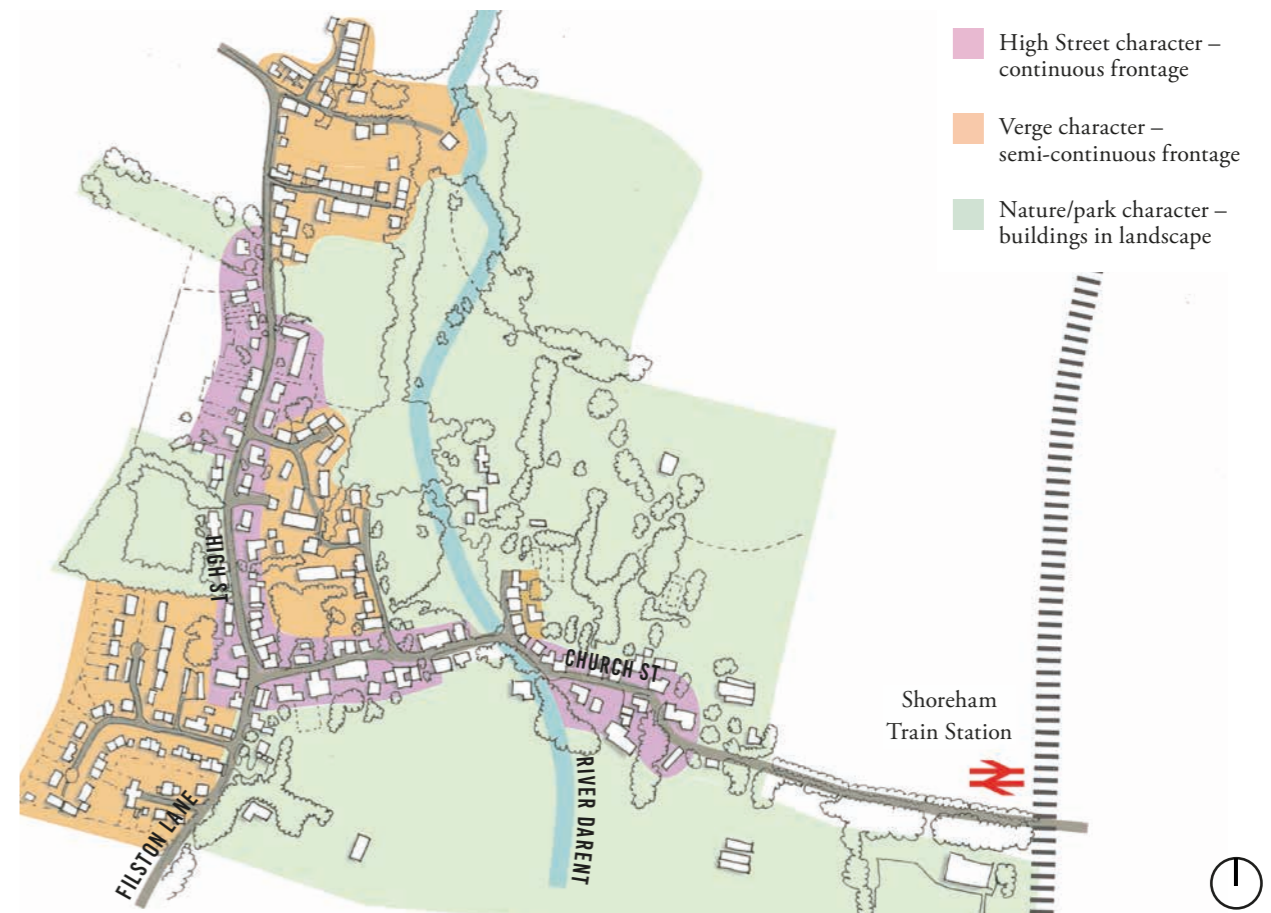 High Street character –
continuous frontage
Verge character –
semi-continuous frontage
Nature/park character –
buildings in landscape
HIGH ST
CHURCH ST
Shoreham
Train Station
RIVER DARENT
FILSTON LANE